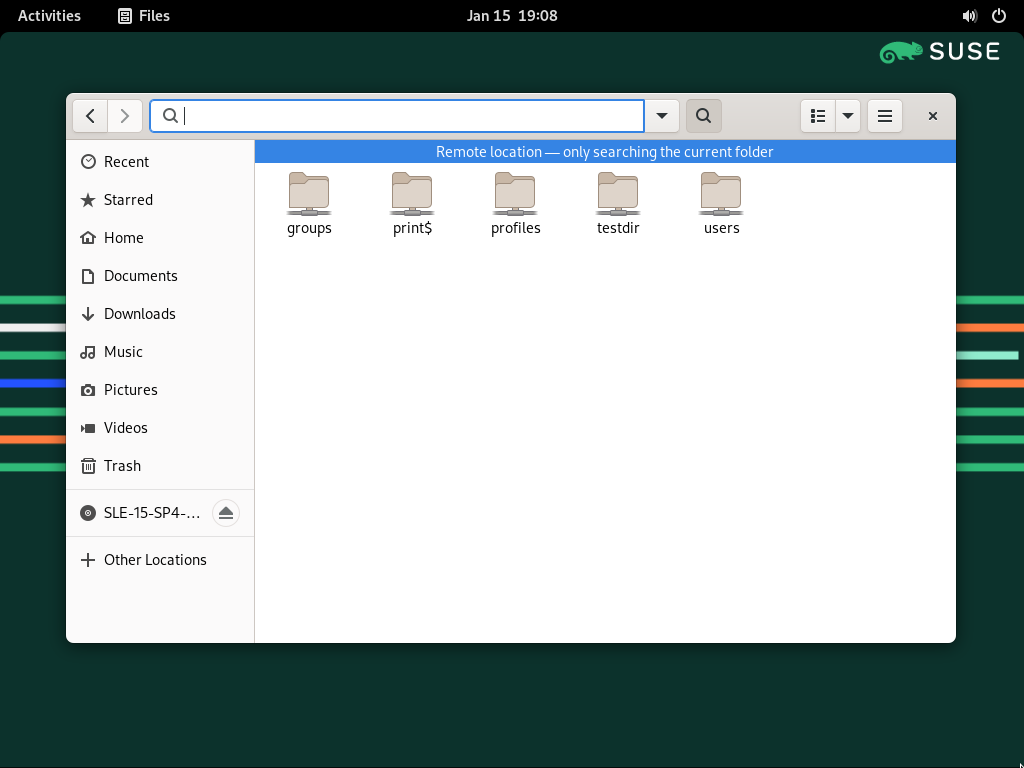 Activities Files Jan 15 19:08
SUSE
Remote location — only searching the current folder
Recent
Starred
Home
Documents
Downloads
Music
Pictures
Videos
Trash
SLE-15-SP4-...
Other Locations
groups print$ profiles testdir users